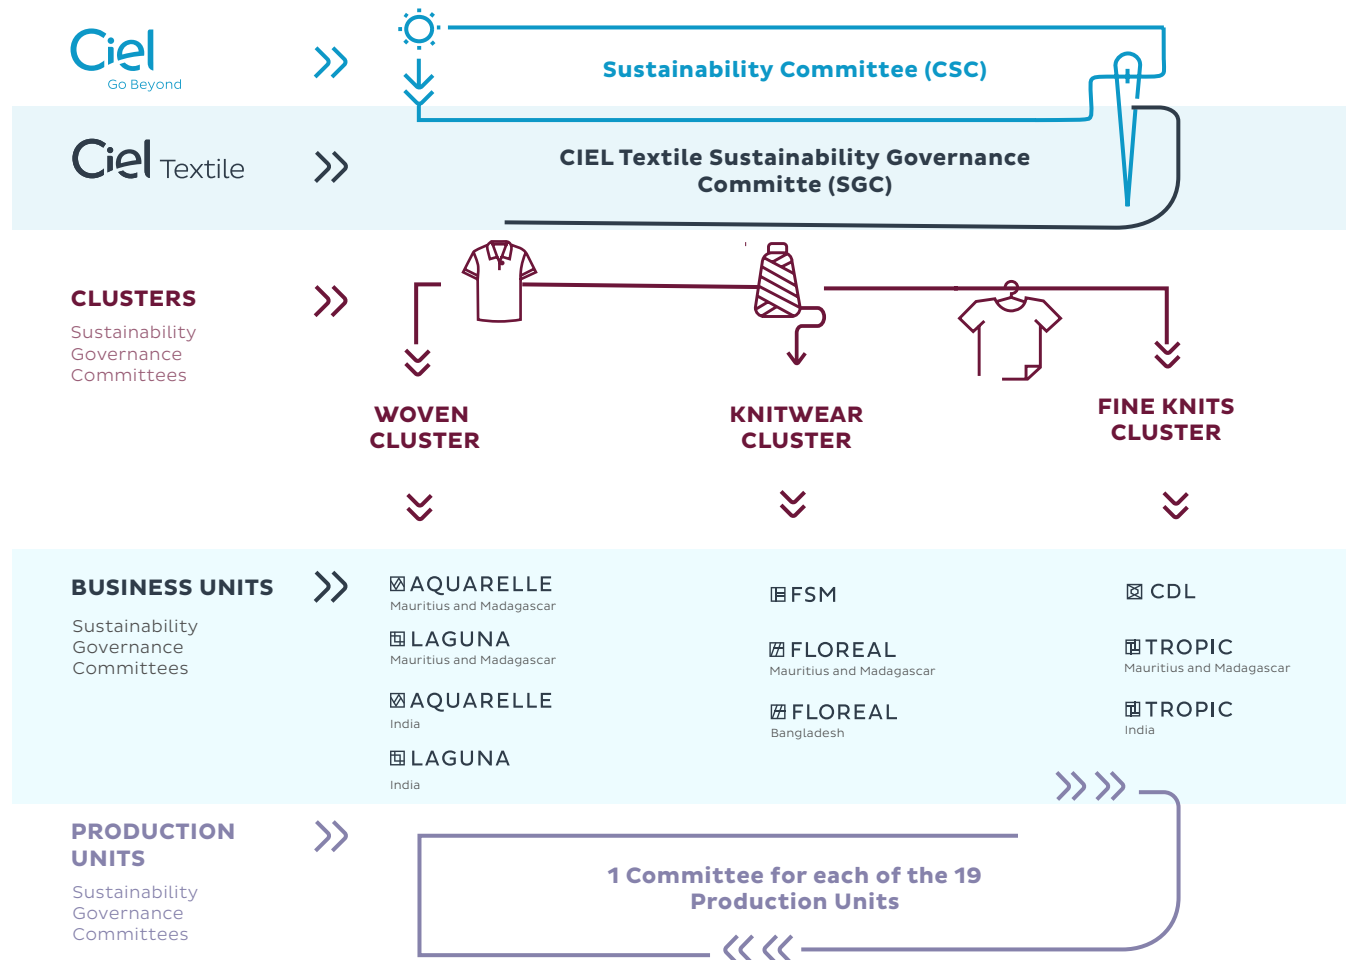 Ciel
Go Beyond
Sustainability Committee (CSC)
Ciel Textile
CIEL Textile Sustainability Governance
Committe (SGC)
CLUSTERS
Sustainability
Governance
Committees
WOVEN
CLUSTER
KNITWEAR
CLUSTER
FINE KNITS
CLUSTER
BUSINESS UNITS
Sustainability
Governance
Committees
AQUARELLE
Mauritius and Madagascar
LAGUNA
Mauritius and Madagascar
AQUARELLE
India
LAGUNA
India
FSM
FLOREAL
Mauritius and Madagascar
FLOREAL
Bangladesh
CDL
TROPIC
Mauritius and Madagascar
TROPIC
India
PRODUCTION
UNITS
Sustainability
Governance
Committees
1 Committee for each of the 19
Production Units